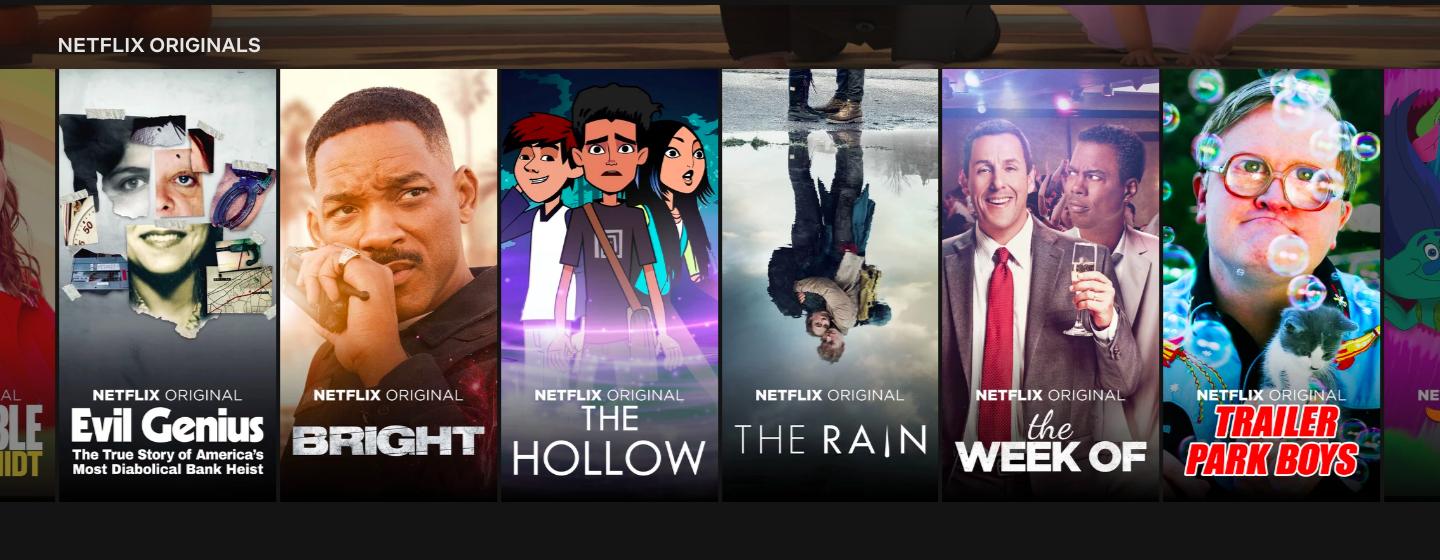 NETFLIX ORIGINALS
AL
BLE
IDT
NETFLIX ORIGINAL
Evil Genius
The True Story of America's
Most Diabolical Bank Heist
NETFLIX ORIGINAL
BRIGHT
NETFLIX ORIGINAL
THE
HOLLOW
NETFLIX ORIGINAL
THE RAIN
NETFLIX ORIGINAL
the
WEEK OF
NETFLIX ORIGINAL
TRAILER
PARK BOYS
NE